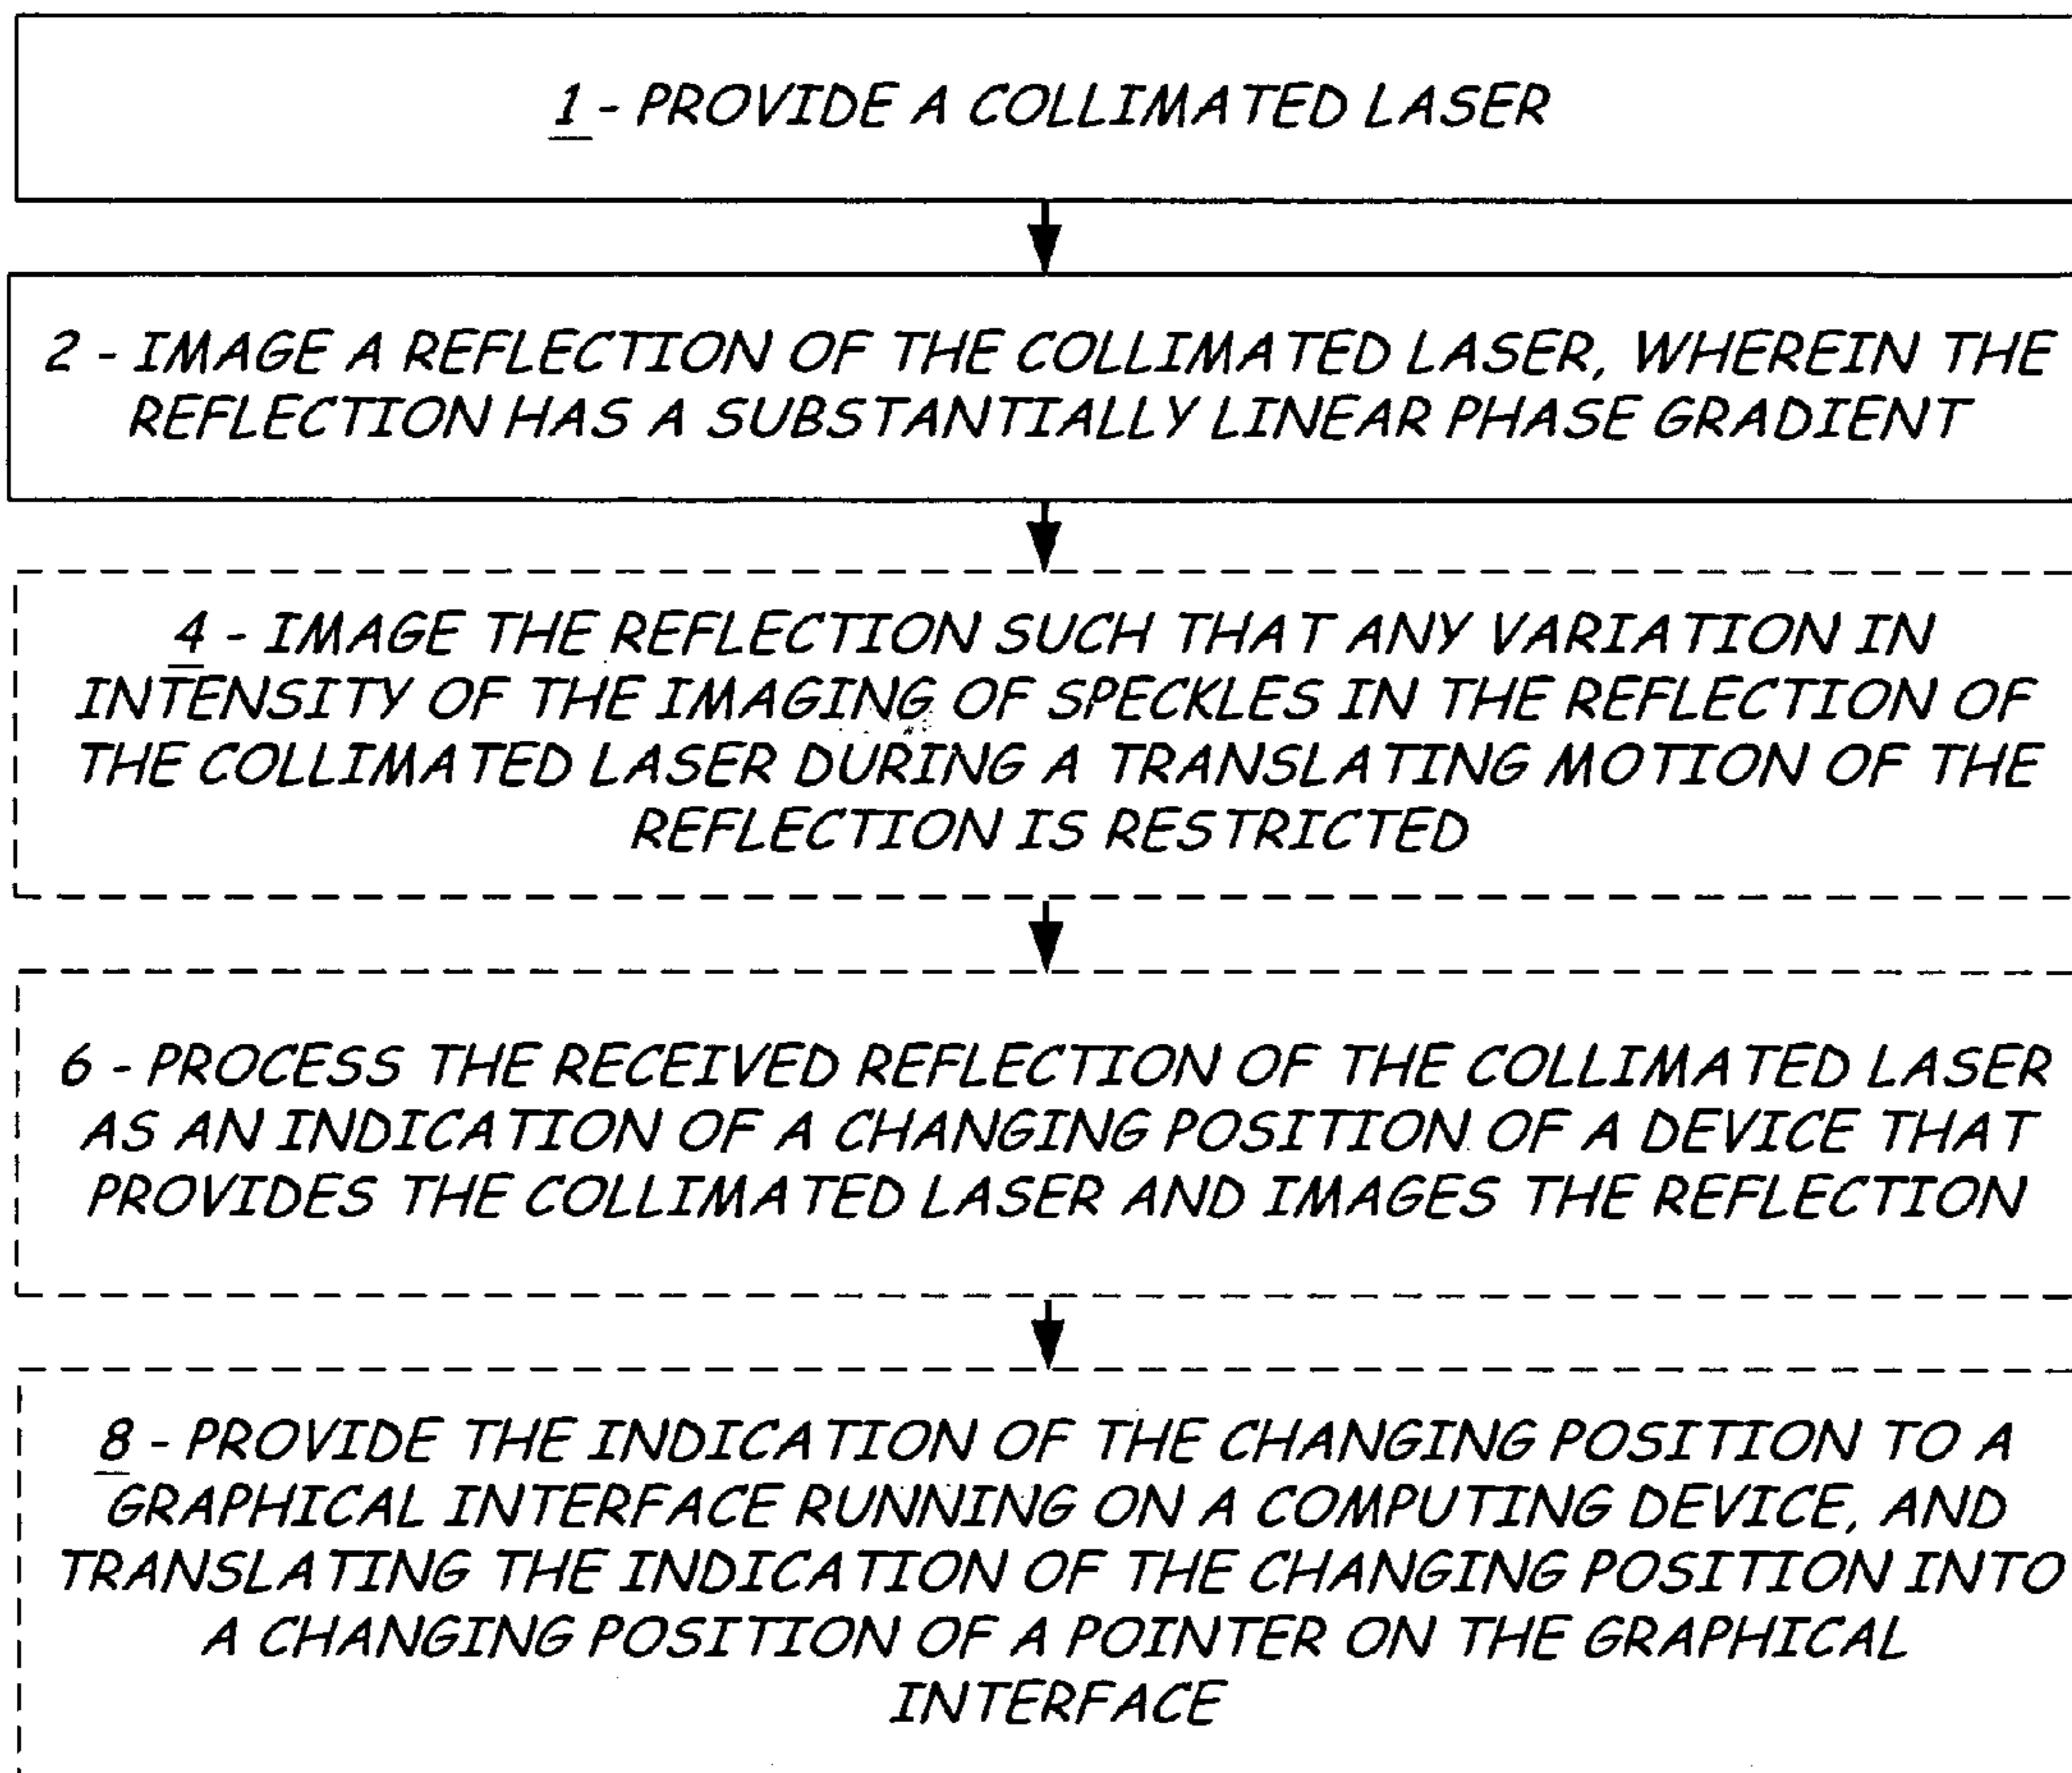 1 - PROVIDE A COLLIMATED LASER
2 - IMAGE A REFLECTION OF THE COLLIMATED LASER, WHEREIN THE
REFLECTION HAS A SUBSTANTIALLY LINEAR PHASE GRADIENT
4 - IMAGE THE REFLECTION SUCH THAT ANY VARIATION IN
INTENSITY OF THE IMAGING OF SPECKLES IN THE REFLECTION OF
THE COLLIMATED LASER DURING A TRANSLATING MOTION OF THE
REFLECTION IS RESTRICTED
6 - PROCESS THE RECEIVED REFLECTION OF THE COLLIMATED LASER
AS AN INDICATION OF A CHANGING POSITION OF A DEVICE THAT
PROVIDES THE COLLIMATED LASER AND IMAGES THE REFLECTION
8 - PROVIDE THE INDICATION OF THE CHANGING POSITION TO A
GRAPHICAL INTERFACE RUNNING ON A COMPUTING DEVICE, AND
TRANSLATING THE INDICATION OF THE CHANGING POSITION INTO
A CHANGING POSITION OF A POINTER ON THE GRAPHICAL
INTERFACE